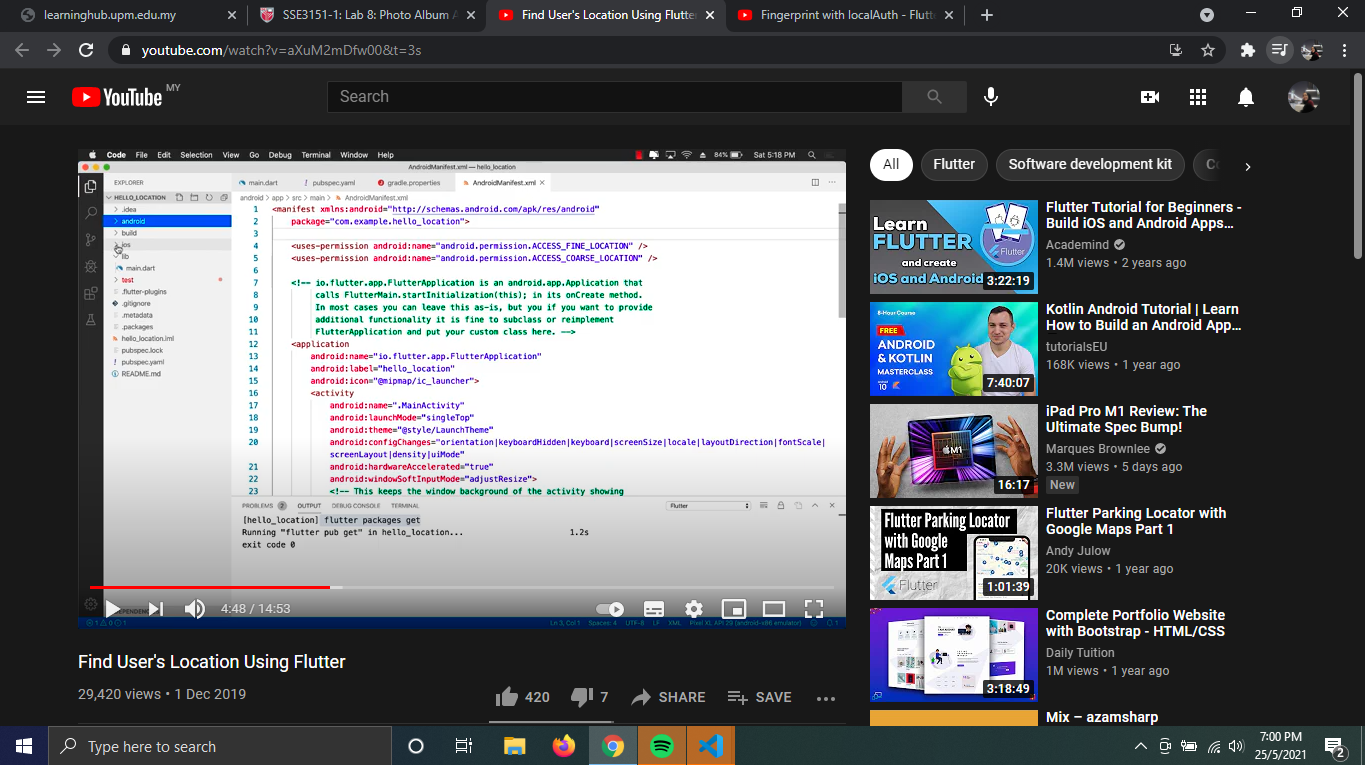 learninghub.upm.edu.my
SSE3151-1: Lab 8: Photo Album A
Find User's Location Using Flutter
Fingerprint with localAuth - Flutt
youtube.com/watch?v=aXuM2mDfw00&t=3s
YouTube MY
Search
Code File Edit Selection View Go Debug Terminal Window Help
84% Sat 5:18 PM
AndroidManifest.xml — hello_location
EXPLORER
main.dart
pubspec.yaml
gradle.properties
AndroidManifest.xml
HELLO_LOCATION
android > app > src > main > AndroidManifest.xml
.idea
android
build
ios
lib
main.dart
test
.flutter-plugins
.gitignore
.metadata
.packages
hello_location.iml
pubspec.lock
pubspec.yaml
README.md
1 <manifest xmlns:android="http://schemas.android.com/apk/res/android"
2 package="com.example.hello_location">
3
4 <uses-permission android:name="android.permission.ACCESS_FINE_LOCATION" />
5 <uses-permission android:name="android.permission.ACCESS_COARSE_LOCATION" />
6
7 <!-- io.flutter.app.FlutterApplication is an android.app.Application that
8 calls FlutterMain.startInitialization(this); in its onCreate method.
9 In most cases you can leave this as-is, but you if you want to provide
10 additional functionality it is fine to subclass or reimplement
11 FlutterApplication and put your custom class here. -->
12 <application
13 android:name="io.flutter.app.FlutterApplication"
14 android:label="hello_location"
15 android:icon="@mipmap/ic_launcher">
16 <activity
17 android:name=".MainActivity"
18 android:launchMode="singleTop"
19 android:theme="@style/LaunchTheme"
20 android:configChanges="orientation|keyboardHidden|keyboard|screenSize|locale|layoutDirection|fontScale|
screenLayout|density|uiMode"
21 android:hardwareAccelerated="true"
22 android:windowSoftInputMode="adjustResize">
23 <!-- This keeps the window background of the activity showing
PROBLEMS 2 OUTPUT DEBUG CONSOLE TERMINAL
Flutter
[hello_location] flutter packages get
Running "flutter pub get" in hello_location... 1.2s
exit code 0
4:48 / 14:53
Ln 3, Col 1 Spaces: 4 UTF-8 LF XML Pixel XL API 29 (android-x86 emulator)
Find User's Location Using Flutter
29,420 views • 1 Dec 2019
420
7
SHARE
SAVE
All
Flutter
Software development kit
Learn
FLUTTER
and create
iOS and Android
Flutter
3:22:19
Flutter Tutorial for Beginners -
Build iOS and Android Apps…
Academind
1.4M views • 2 years ago
8-Hour Course
FREE
ANDROID
& KOTLIN
MASTERCLASS
android
10
7:40:07
Kotlin Android Tutorial | Learn
How to Build an Android App…
tutorialsEU
168K views • 1 year ago
M1
16:17
iPad Pro M1 Review: The
Ultimate Spec Bump!
Marques Brownlee
3.3M views • 5 days ago
New
Flutter Parking Locator
with Google
Maps Part 1
Flutter
1:01:39
Flutter Parking Locator with
Google Maps Part 1
Andy Julow
20K views • 1 year ago
3:18:49
Complete Portfolio Website
with Bootstrap - HTML/CSS
Daily Tuition
1M views • 1 year ago
Mix – azamsharp
Type here to search
7:00 PM
25/5/2021
2